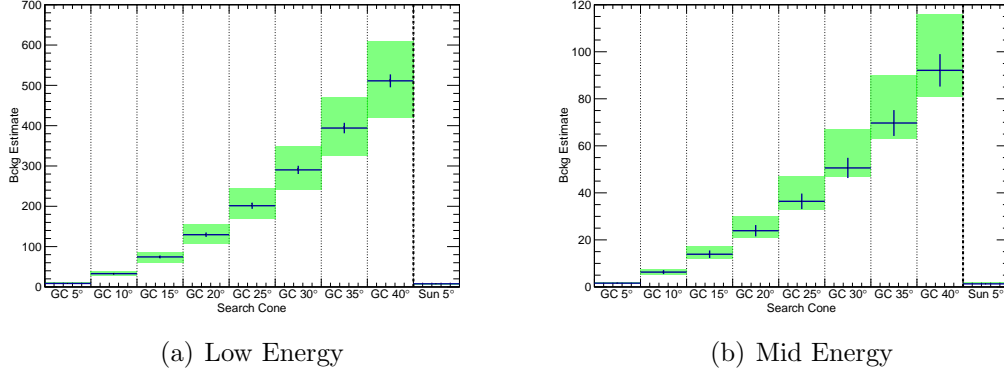 700
600
500
400
300
200
100
0
Bckg Estimate
GC 5° GC 10° GC 15° GC 20° GC 25° GC 30° GC 35° GC 40° Sun 5°
Search Cone
(a) Low Energy
120
100
80
60
40
20
0
Bckg Estimate
GC 5° GC 10° GC 15° GC 20° GC 25° GC 30° GC 35° GC 40° Sun 5°
Search Cone
(b) Mid Energy